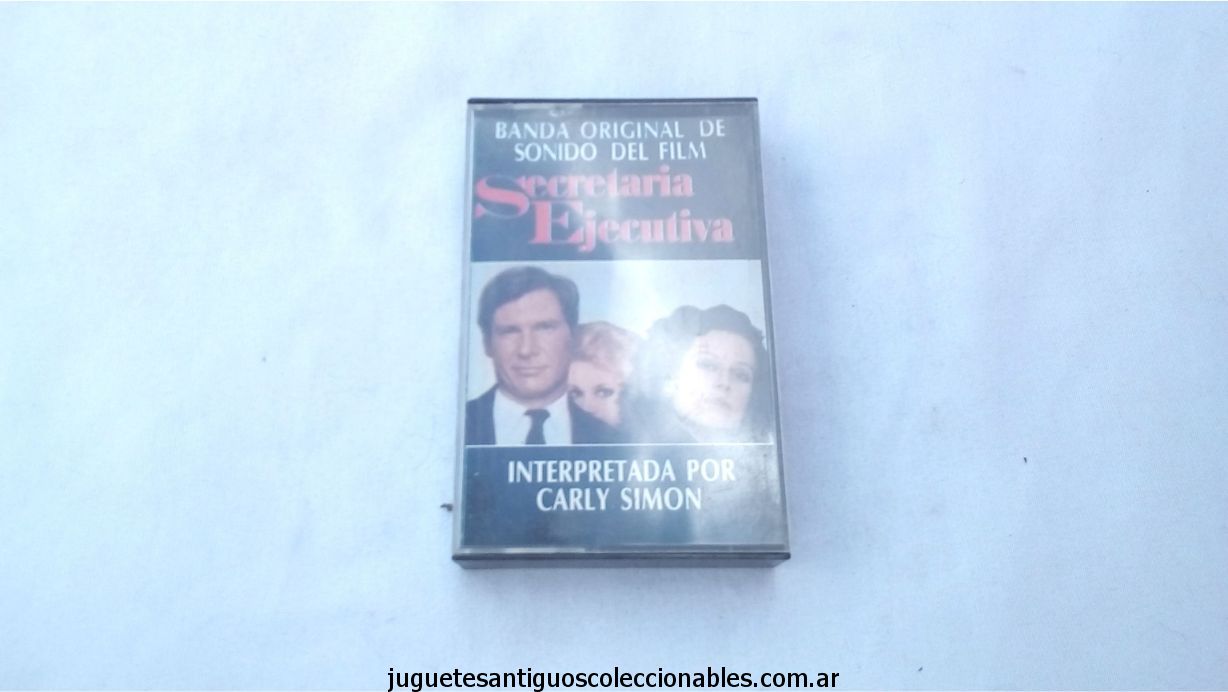 BANDA ORIGINAL DE
SONIDO DEL FILM
Secretaria
Ejecutiva
INTERPRETADA POR
CARLY SIMON
juguetesantiguoscoleccionables.com.ar